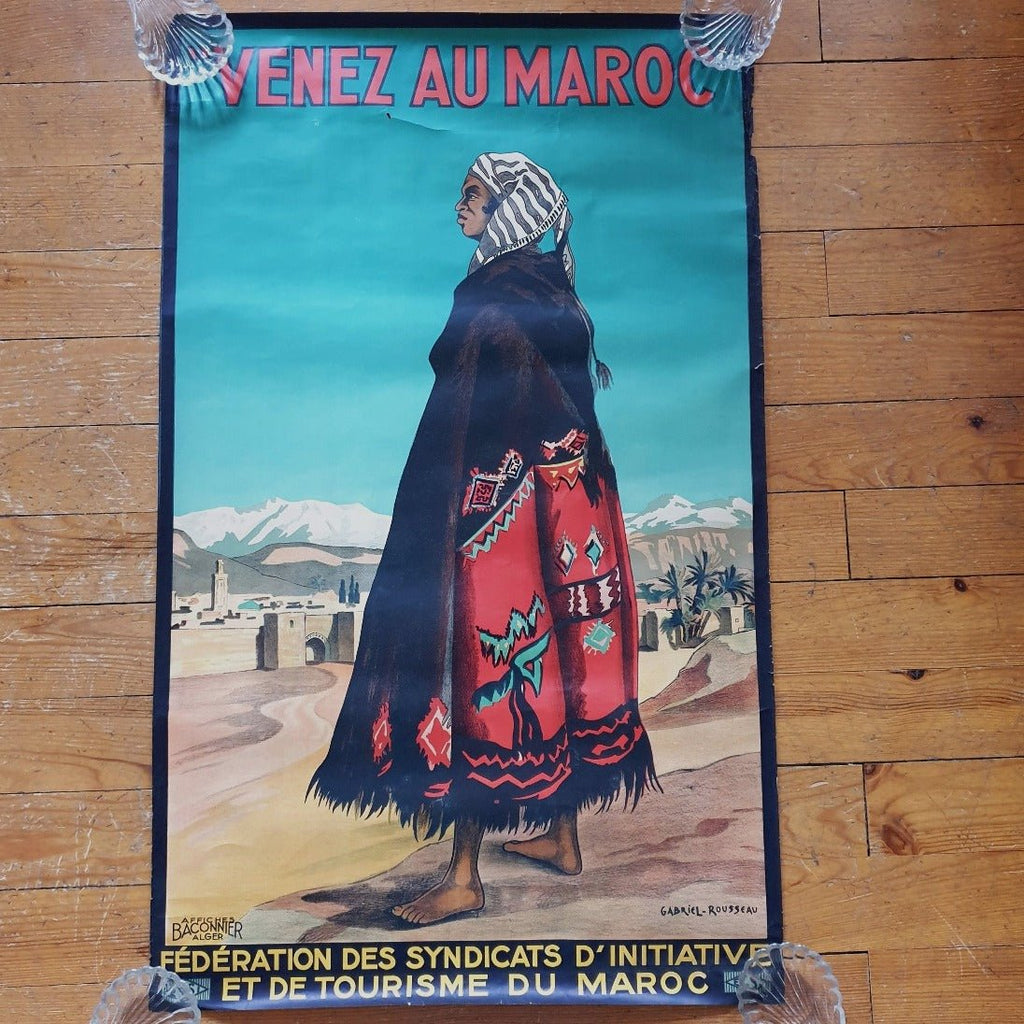 VENEZ AU MAROC
AFFICHES
BACONNIER
ALGER
GABRIEL-ROUSSEAU
FÉDÉRATION DES SYNDICATS D'INITIATIVE
ET DE TOURISME DU MAROC